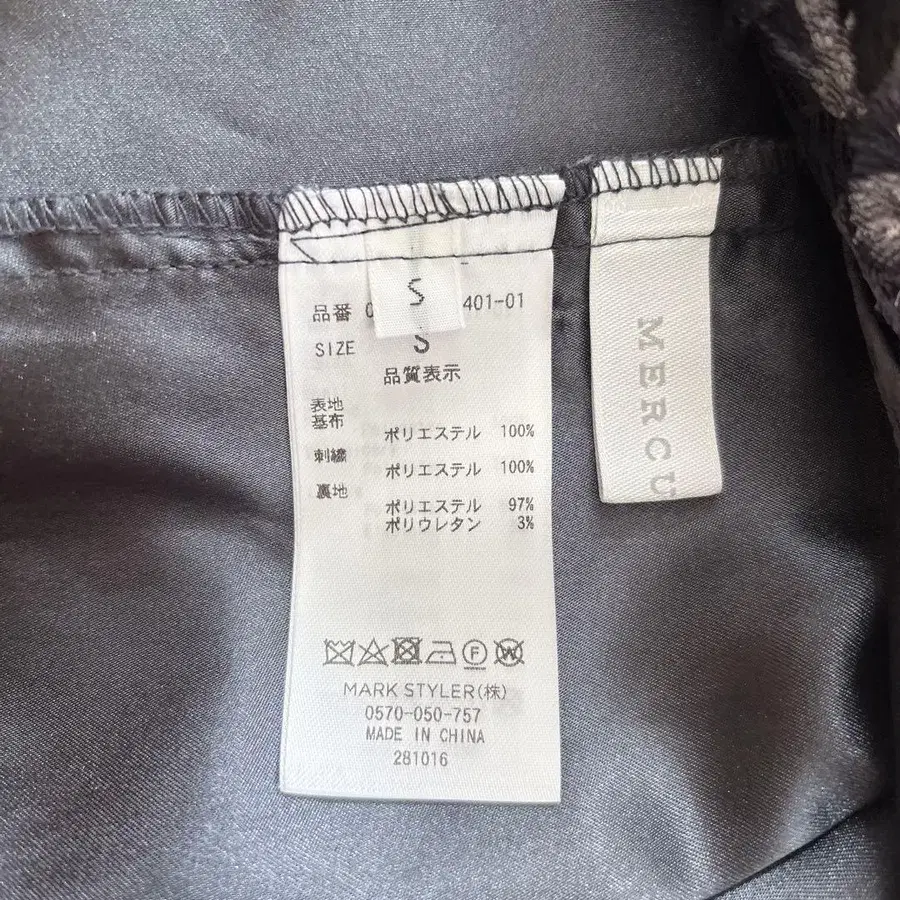 S
品番 0 401-01
SIZE S
品質表示
表地
基布 ポリエステル 100%
刺繍 ポリエステル 100%
裏地 ポリエステル 97%
ポリウレタン 3%
F W
MARK STYLER(株)
0570-050-757
MADE IN CHINA
281016
MERCU